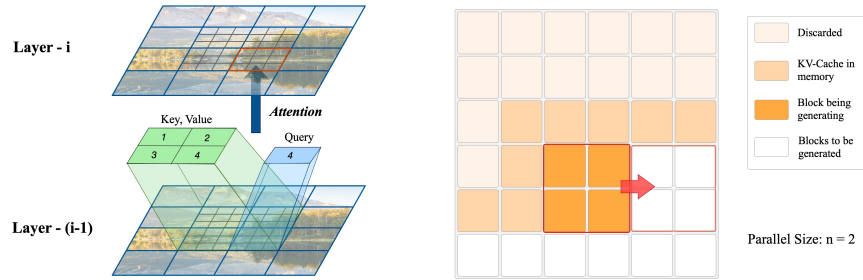 Layer - i
Attention
Key, Value
Query
1
2
3
4
4
Layer - (i-1)
Discarded
KV-Cache in
memory
Block being
generating
Blocks to be
generated
Parallel Size: n = 2